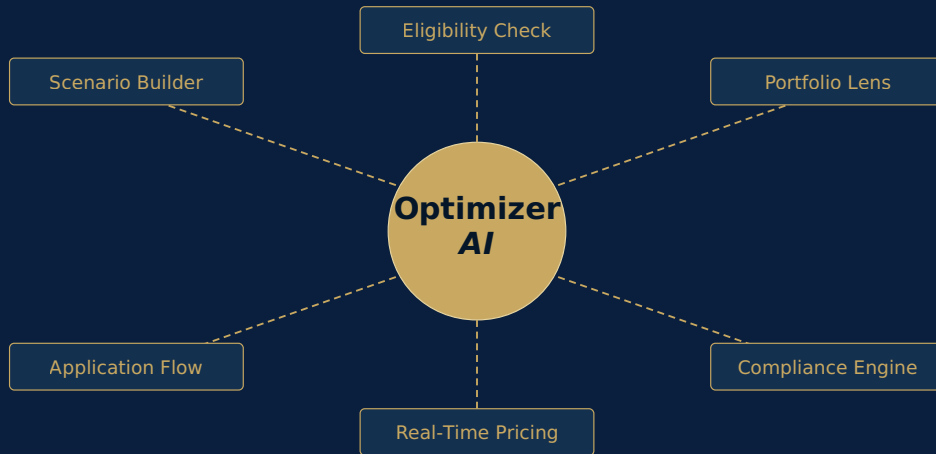 Eligibility Check
Scenario Builder
Portfolio Lens
Optimizer
AI
Application Flow
Compliance Engine
Real-Time Pricing